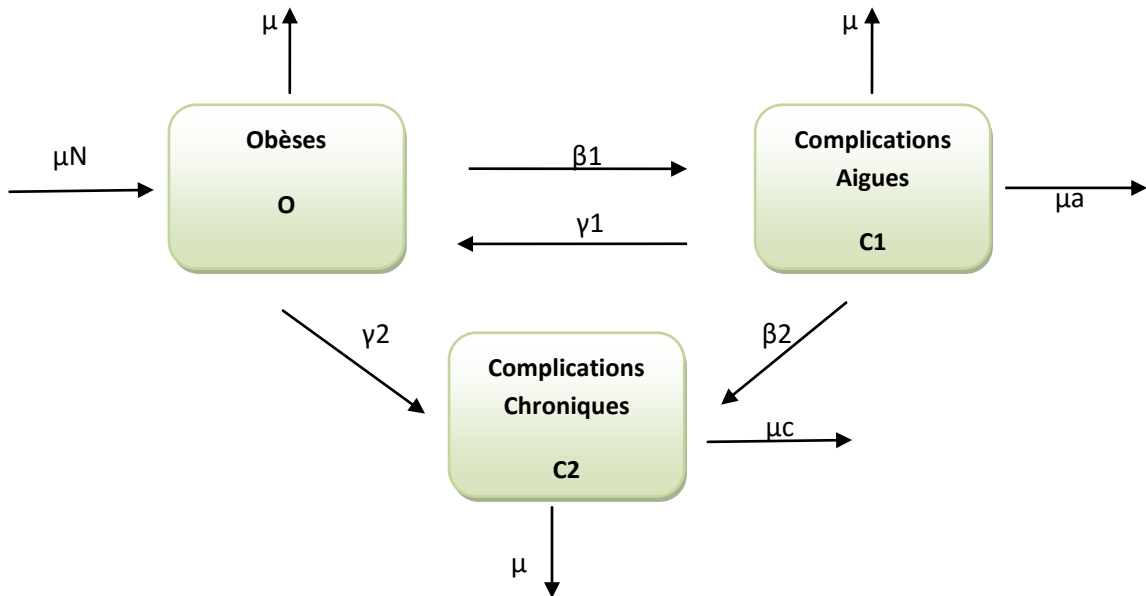 μ
μ
Obèses
O
μN
β1
γ1
Complications
Aigues
C1
μa
γ2
β2
Complications
Chroniques
C2
μc
μ